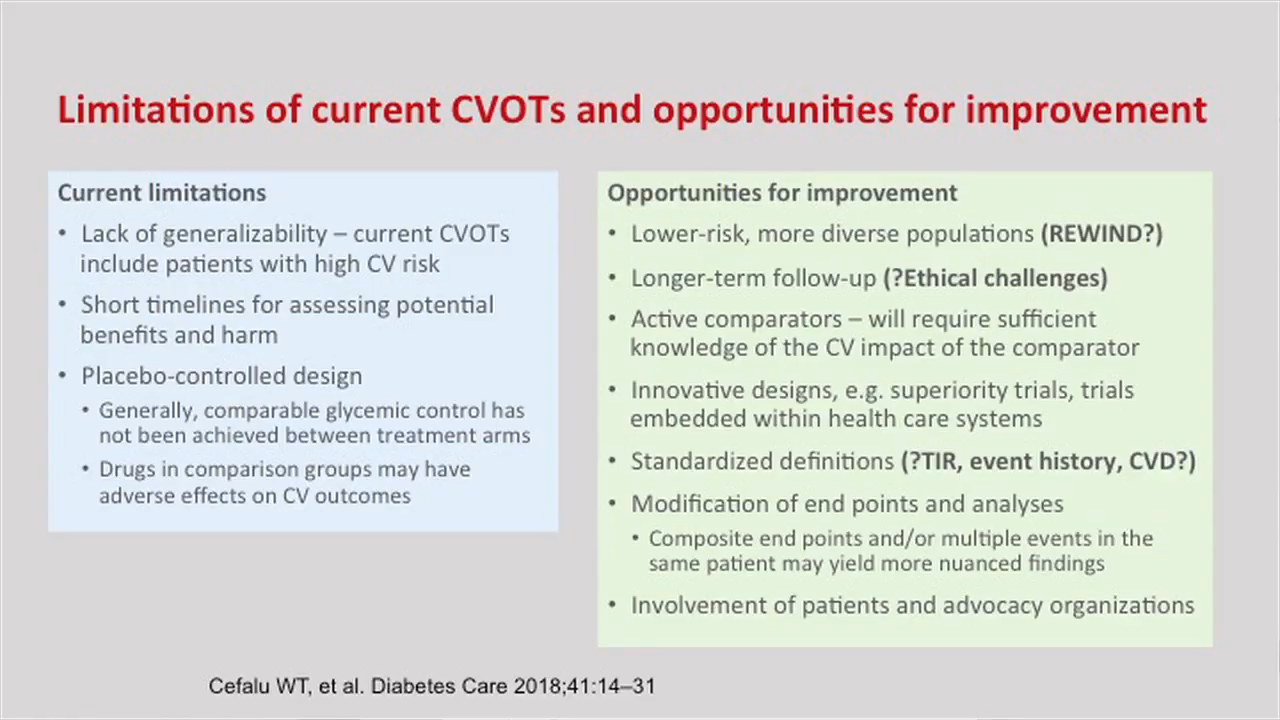 Limitations of current CVOTs and opportunities for improvement
Current limitations
• Lack of generalizability – current CVOTs
include patients with high CV risk
• Short timelines for assessing potential
benefits and harm
• Placebo-controlled design
• Generally, comparable glycemic control has
not been achieved between treatment arms
• Drugs in comparison groups may have
adverse effects on CV outcomes
Opportunities for improvement
• Lower-risk, more diverse populations (REWIND?)
• Longer-term follow-up (?Ethical challenges)
• Active comparators – will require sufficient
knowledge of the CV impact of the comparator
• Innovative designs, e.g. superiority trials, trials
embedded within health care systems
• Standardized definitions (?TIR, event history, CVD?)
• Modification of end points and analyses
• Composite end points and/or multiple events in the
same patient may yield more nuanced findings
• Involvement of patients and advocacy organizations
Cefalu WT, et al. Diabetes Care 2018;41:14–31